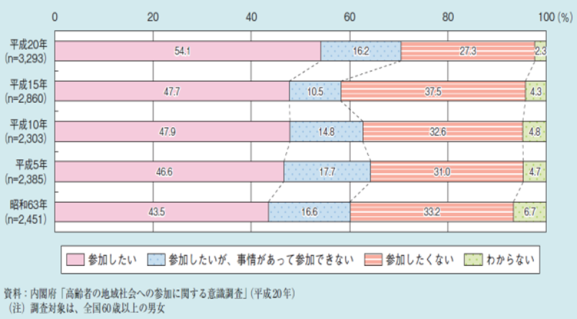 0 20 40 60 80 100 (%)
平成20年 54.1 16.2 27.3 2.3
(n=3,293)
平成15年 47.7 10.5 37.5 4.3
(n=2,860)
平成10年 47.9 14.8 32.6 4.8
(n=2,303)
平成5年 46.6 17.7 31.0 4.7
(n=2,385)
昭和63年 43.5 16.6 33.2 6.7
(n=2,451)
参加したい 参加したいが、事情があって参加できない 参加したくない わからない
資料：内閣府「高齢者の地域社会への参加に関する意識調査」（平成20年）
（注）調査対象は、全国60歳以上の男女